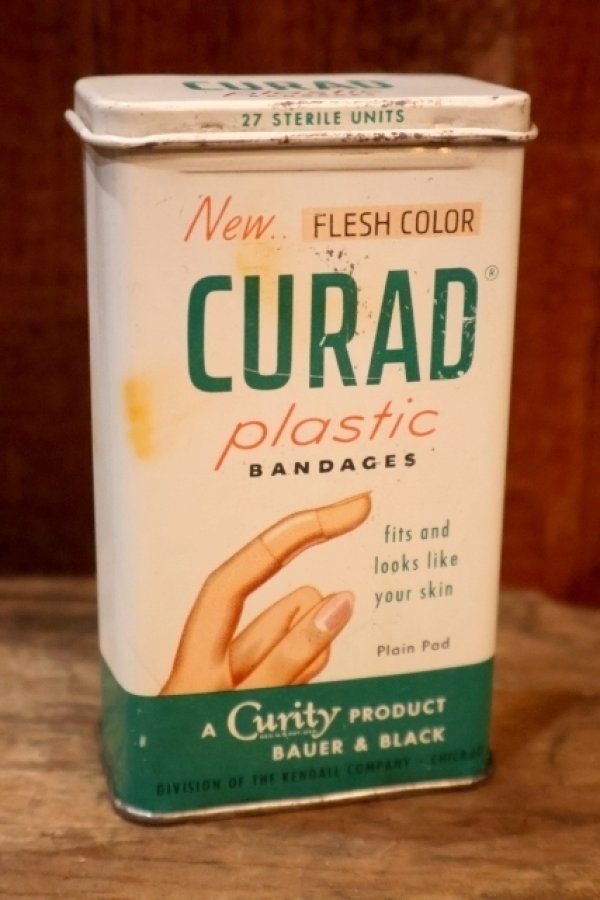 CURAD
27 STERILE UNITS
New.. FLESH COLOR
CURAD®
plastic
BANDAGES
fits and
looks like
your skin
Plain Pad
A Curity PRODUCT
BAUER & BLACK
DIVISION OF THE KENDALL COMPANY